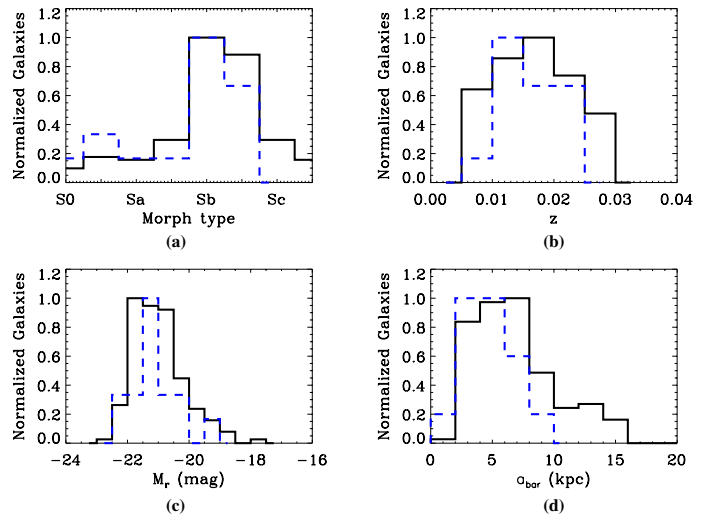 1.2
1.0
0.8
0.6
0.4
0.2
0.0
Normalized Galaxies
S0 Sa Sb Sc
Morph type
(a)
1.2
1.0
0.8
0.6
0.4
0.2
0.0
Normalized Galaxies
0.00 0.01 0.02 0.03 0.04
z
(b)
1.2
1.0
0.8
0.6
0.4
0.2
0.0
Normalized Galaxies
-24 -22 -20 -18 -16
M_r (mag)
(c)
1.2
1.0
0.8
0.6
0.4
0.2
0.0
Normalized Galaxies
0 5 10 15 20
a_bar (kpc)
(d)